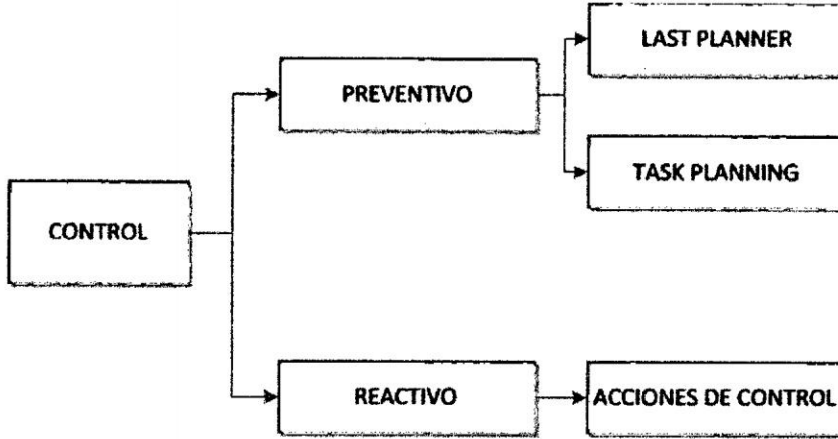 LAST PLANNER
PREVENTIVO
TASK PLANNING
CONTROL
REACTIVO
ACCIONES DE CONTROL